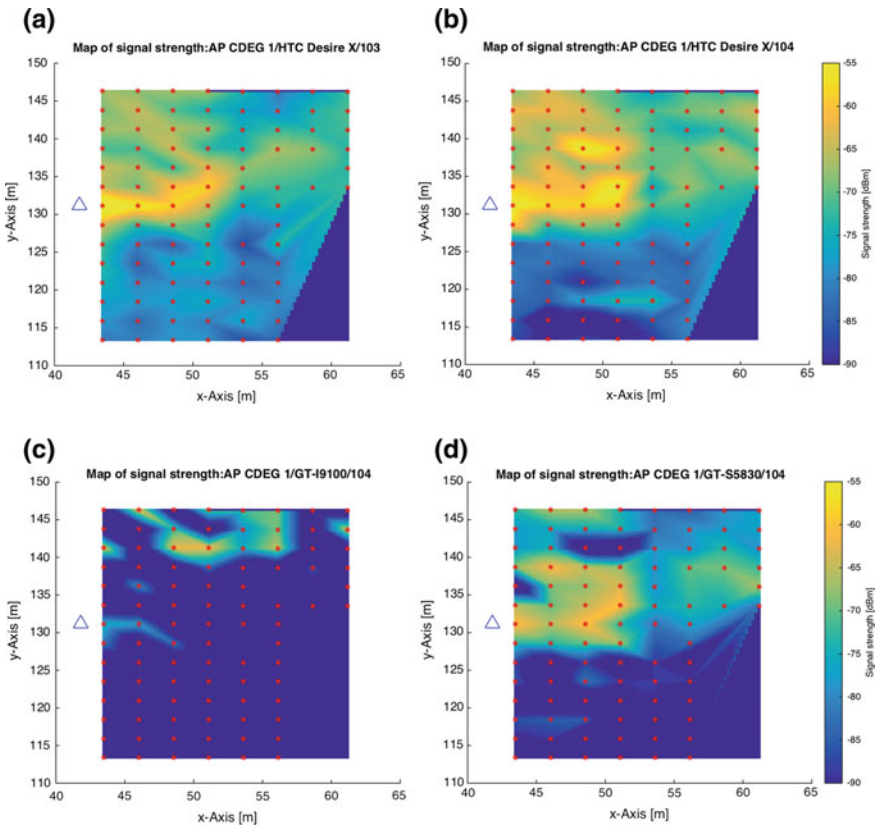 (a)
Map of signal strength:AP CDEG 1/HTC Desire X/103
150
145
140
135
130
125
120
115
110
y-Axis [m]
40 45 50 55 60 65
x-Axis [m]
(b)
Map of signal strength:AP CDEG 1/HTC Desire X/104
150
145
140
135
130
125
120
115
110
y-Axis [m]
40 45 50 55 60 65
x-Axis [m]
-55
-60
-65
-70
-75
-80
-85
-90
Signal strength [dBm]
(c)
Map of signal strength:AP CDEG 1/GT-I9100/104
150
145
140
135
130
125
120
115
110
y-Axis [m]
40 45 50 55 60 65
x-Axis [m]
(d)
Map of signal strength:AP CDEG 1/GT-S5830/104
150
145
140
135
130
125
120
115
110
y-Axis [m]
40 45 50 55 60 65
x-Axis [m]
-55
-60
-65
-70
-75
-80
-85
-90
Signal strength [dBm]